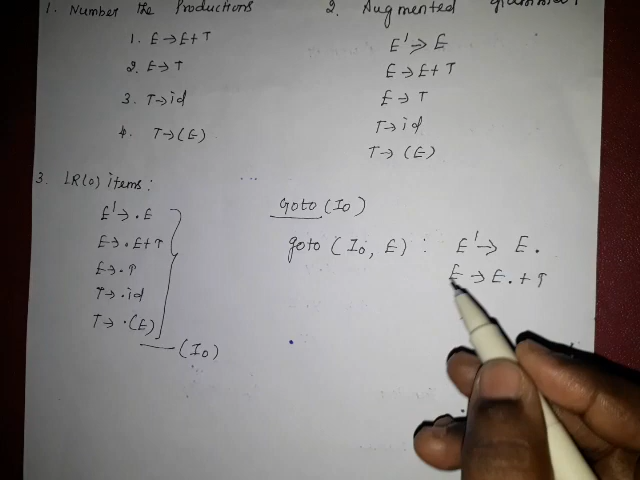 1. Number the Productions
1. E → E + T
2. E → T
3. T → id
4. T → (E)
2. Augmented grammar
E' → E
E → E + T
E → T
T → id
T → (E)
3. LR(0) items:
E' → . E
E → . E + T
E → . T
T → . id
T → . (E)
(I0)
Goto (I0)
goto (I0, E) : E' → E .
E → E . + T